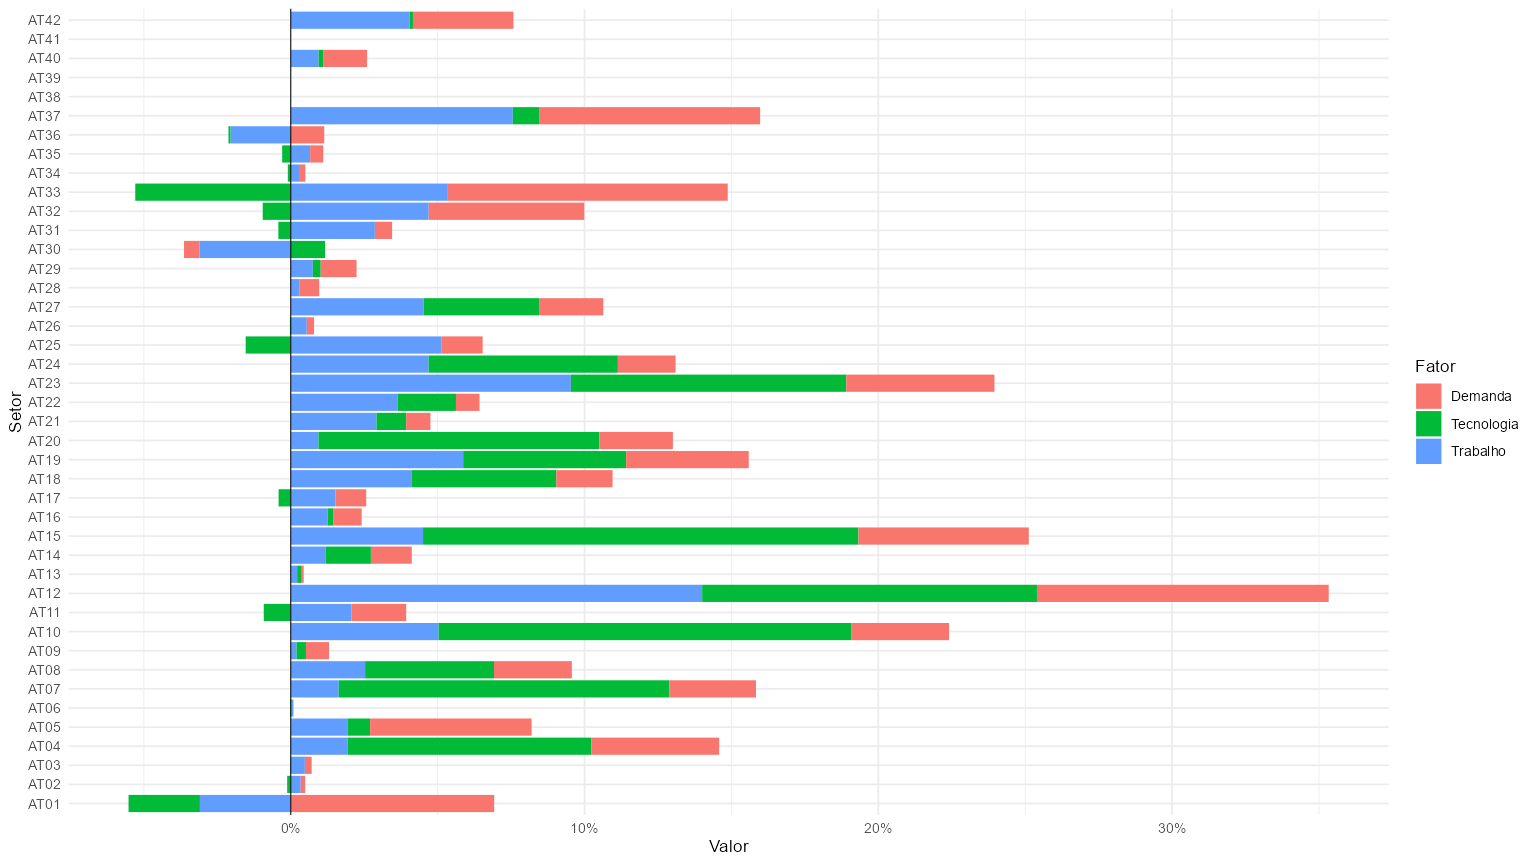 AT42
AT41
AT40
AT39
AT38
AT37
AT36
AT35
AT34
AT33
AT32
AT31
AT30
AT29
AT28
AT27
AT26
AT25
AT24
AT23
AT22
AT21
AT20
AT19
AT18
AT17
AT16
AT15
AT14
AT13
AT12
AT11
AT10
AT09
AT08
AT07
AT06
AT05
AT04
AT03
AT02
AT01
Setor
0% 10% 20% 30%
Valor
Fator
Demanda
Tecnologia
Trabalho